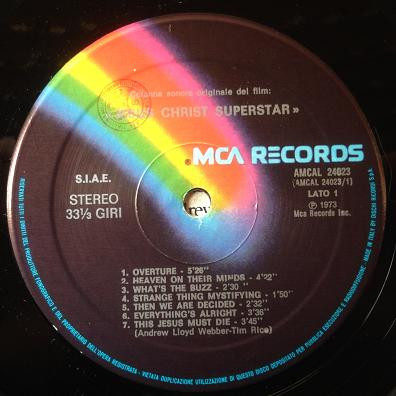 Colonna sonora originale del film:
«JESUS CHRIST SUPERSTAR»
MCA RECORDS
S.I.A.E.
STEREO
33⅓ GIRI
AMCAL 24023
(AMCAL 24023/1)
LATO 1
Ⓟ 1973
Mca Records Inc.
1. OVERTURE - 5'26''
2. HEAVEN ON THEIR MINDS - 4'22''
3. WHAT'S THE BUZZ - 2'30''
4. STRANGE THING MYSTIFYING - 1'50''
5. THEN WE ARE DECIDED - 2'32''
6. EVERYTHING'S ALRIGHT - 3'36''
7. THIS JESUS MUST DIE - 3'45''
(Andrew Lloyd Webber-Tim Rice)
RISERVATI TUTTI I DIRITTI DEL PRODUTTORE FONOGRAFICO E DEL PROPRIETARIO DELL'OPERA REGISTRATA - VIETATA DUPLICAZIONE UTILIZZAZIONE DI QUESTO DISCO DEPOSITATO PER PUBBLICA ESECUZIONE E RADIODIFFUSIONE - MADE IN ITALY BY DISCHI RICORDI S.p.A.